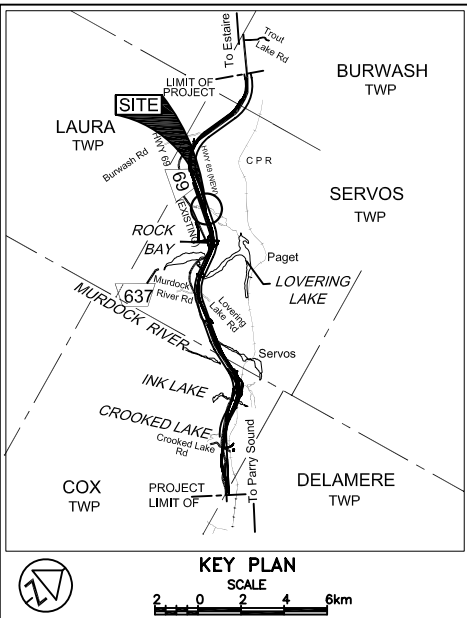 To Estaire
Trout
Lake Rd
LIMIT OF
PROJECT
BURWASH
TWP
SITE
LAURA
TWP
Burwash Rd
HWY 69
HWY 69 (NEW)
C P R
69
(EXISTING)
SERVOS
TWP
ROCK
BAY
Paget
LOVERING
LAKE
637
Murdock
River Rd
Lovering
Lake Rd
MURDOCK RIVER
Servos
INK LAKE
CROOKED LAKE
Crooked Lake
Rd
To Parry Sound
COX
TWP
PROJECT
LIMIT OF
DELAMERE
TWP
N
KEY PLAN
SCALE
2 0 2 4 6km